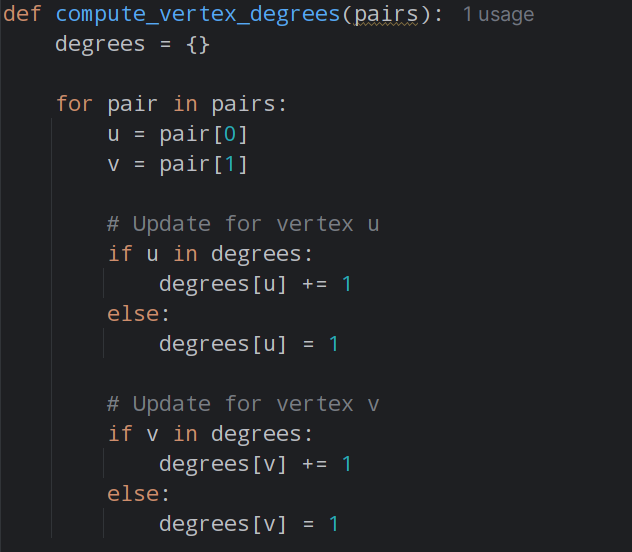 def compute_vertex_degrees(pairs): 1 usage
    degrees = {}

    for pair in pairs:
        u = pair[0]
        v = pair[1]

        # Update for vertex u
        if u in degrees:
            degrees[u] += 1
        else:
            degrees[u] = 1

        # Update for vertex v
        if v in degrees:
            degrees[v] += 1
        else:
            degrees[v] = 1